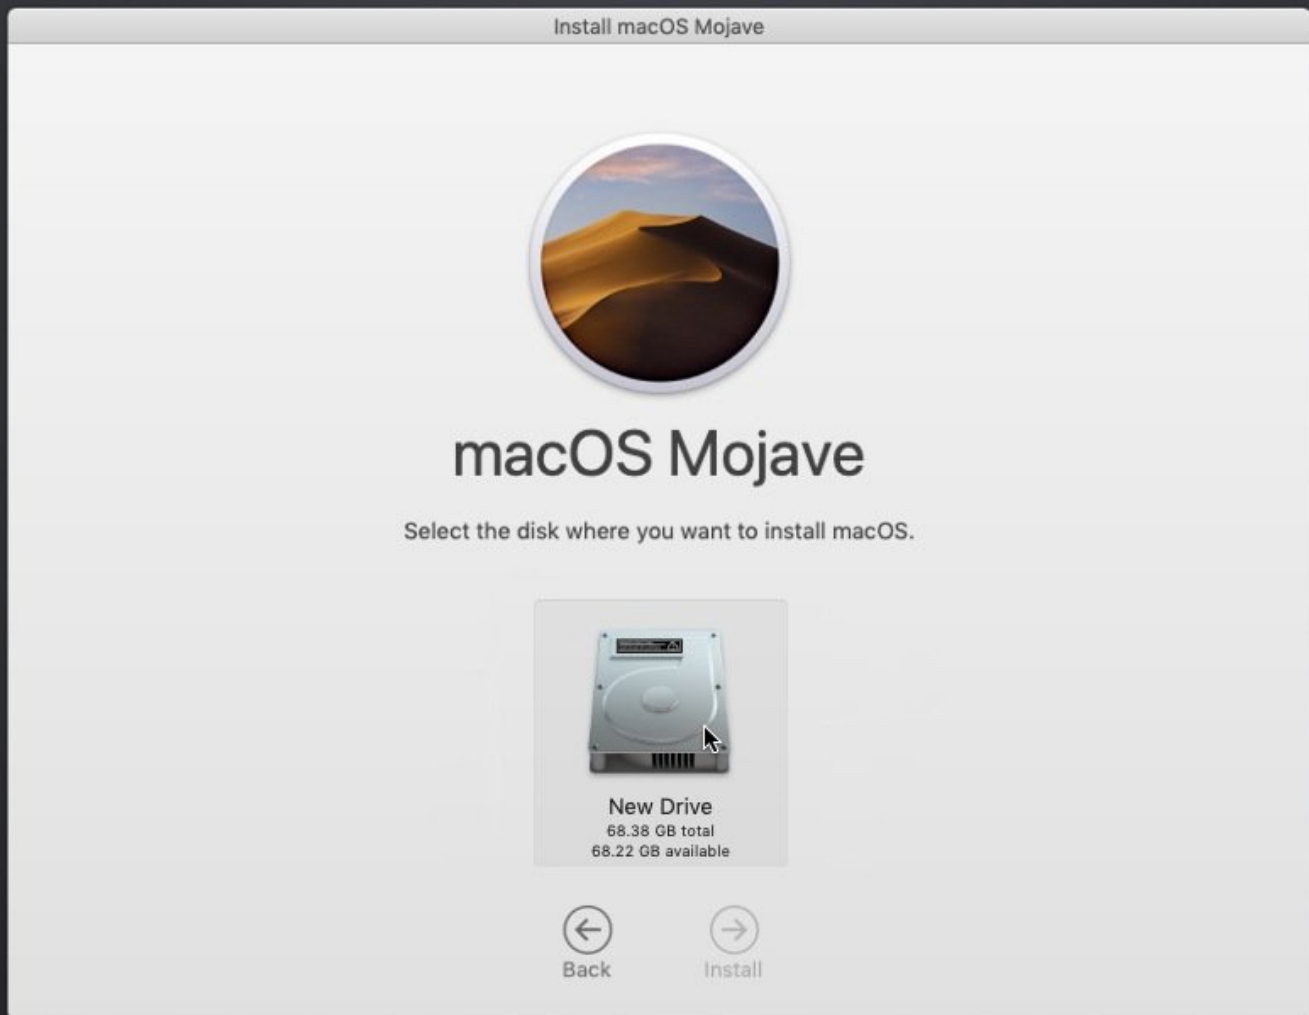 Install macOS Mojave
macOS Mojave
Select the disk where you want to install macOS.
New Drive
68.38 GB total
68.22 GB available
Back
Install